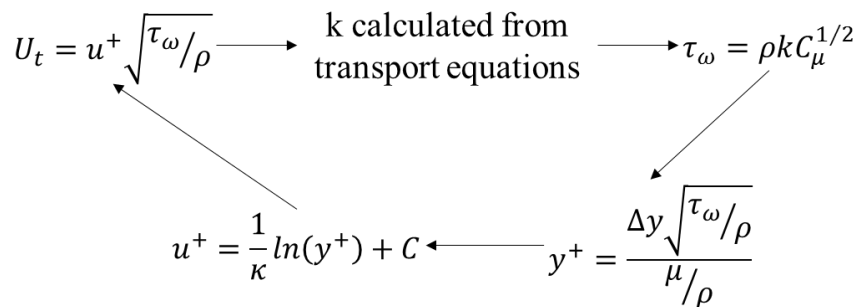 U_t = u^+ √(τ_ω/ρ)
k calculated from
transport equations
τ_ω = ρkC_μ^{1/2}
y^+ = (Δy √(τ_ω/ρ)) / (μ/ρ)
u^+ = (1/κ) ln(y^+) + C